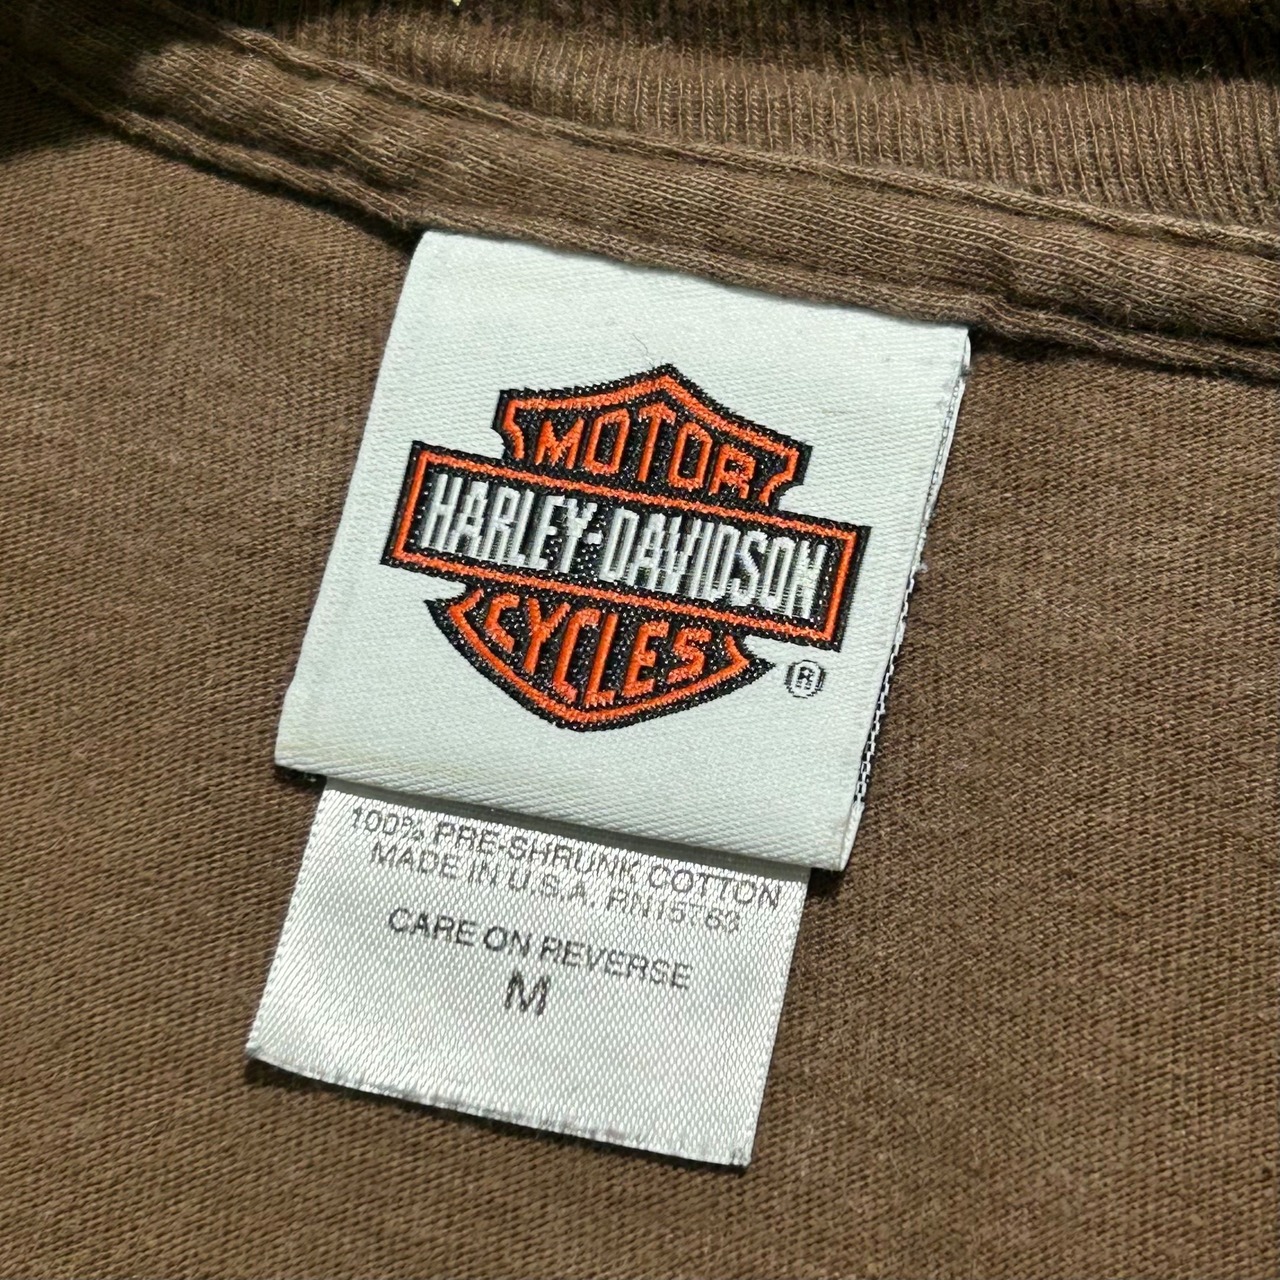 MOTOR
HARLEY-DAVIDSON
CYCLES
®
100% PRE-SHRUNK COTTON
MADE IN U.S.A. RN15763
CARE ON REVERSE
M